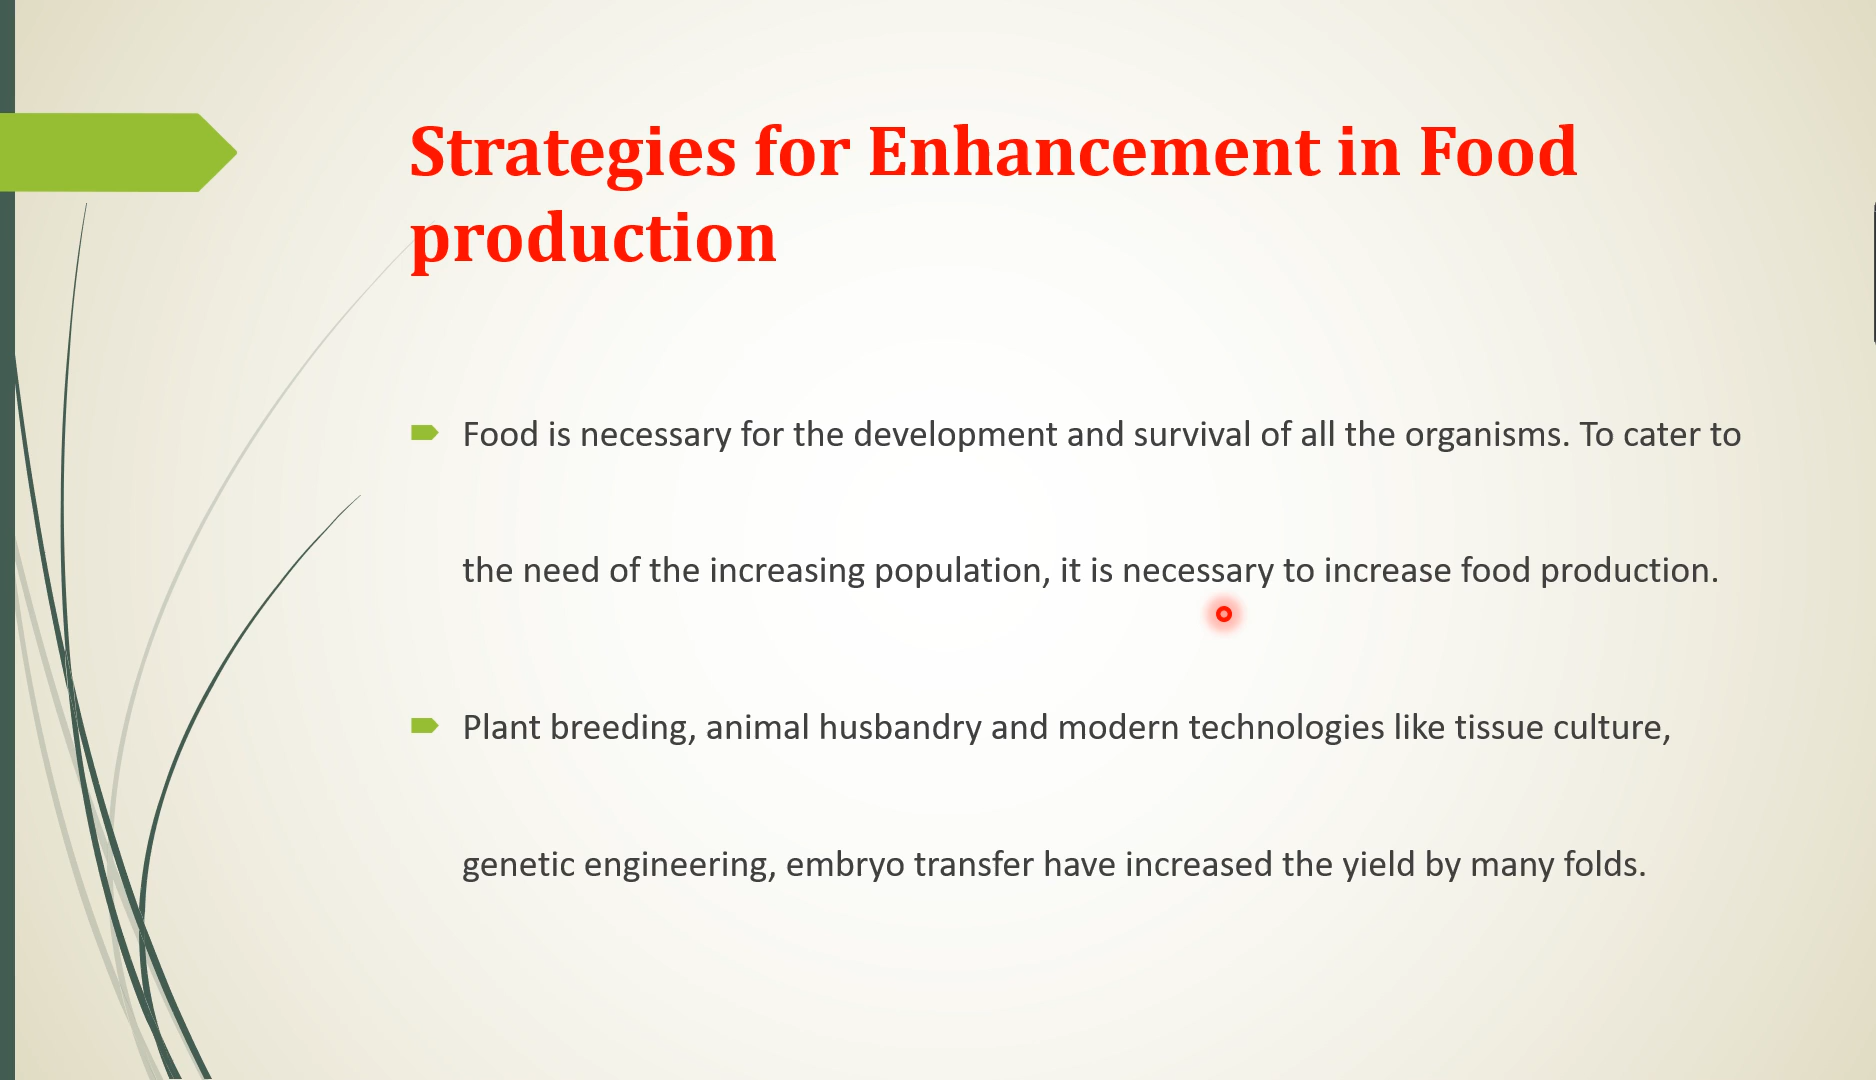 Strategies for Enhancement in Food
production
Food is necessary for the development and survival of all the organisms. To cater to
the need of the increasing population, it is necessary to increase food production.
Plant breeding, animal husbandry and modern technologies like tissue culture,
genetic engineering, embryo transfer have increased the yield by many folds.